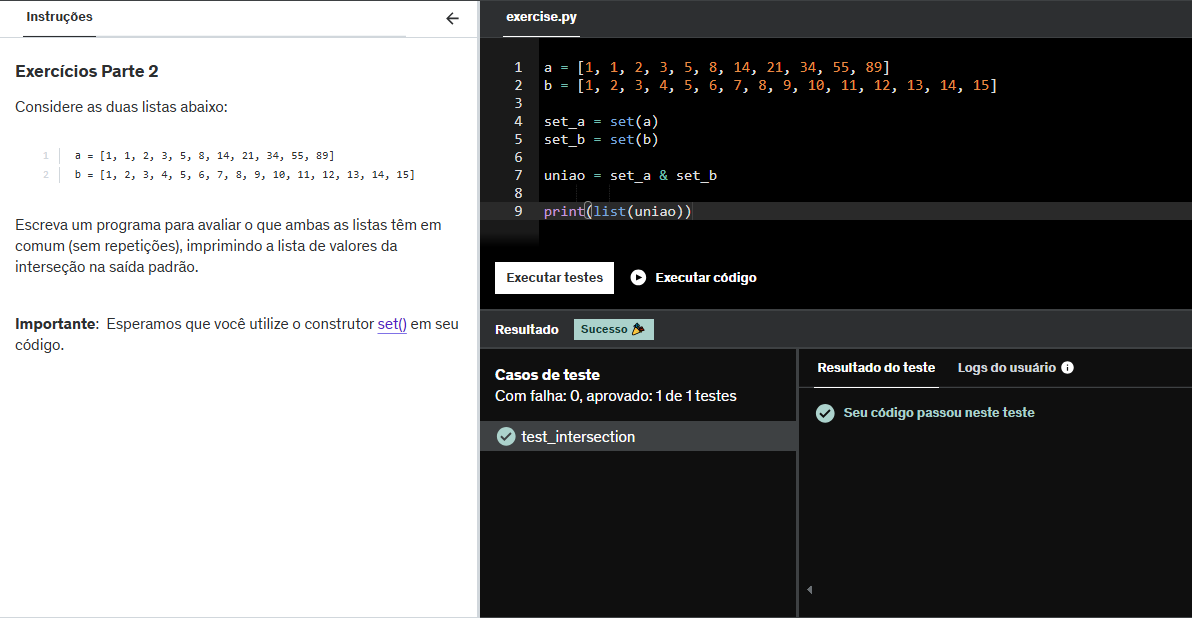 Instruções
Exercícios Parte 2
Considere as duas listas abaixo:
1 a = [1, 1, 2, 3, 5, 8, 14, 21, 34, 55, 89]
2 b = [1, 2, 3, 4, 5, 6, 7, 8, 9, 10, 11, 12, 13, 14, 15]
Escreva um programa para avaliar o que ambas as listas têm em
comum (sem repetições), imprimindo a lista de valores da
interseção na saída padrão.
Importante: Esperamos que você utilize o construtor set() em seu
código.
exercise.py
1 a = [1, 1, 2, 3, 5, 8, 14, 21, 34, 55, 89]
2 b = [1, 2, 3, 4, 5, 6, 7, 8, 9, 10, 11, 12, 13, 14, 15]
3
4 set_a = set(a)
5 set_b = set(b)
6
7 uniao = set_a & set_b
8
9 print(list(uniao))
Executar testes Executar código
Resultado Sucesso
Casos de teste
Com falha: 0, aprovado: 1 de 1 testes
test_intersection
Resultado do teste Logs do usuário
Seu código passou neste teste